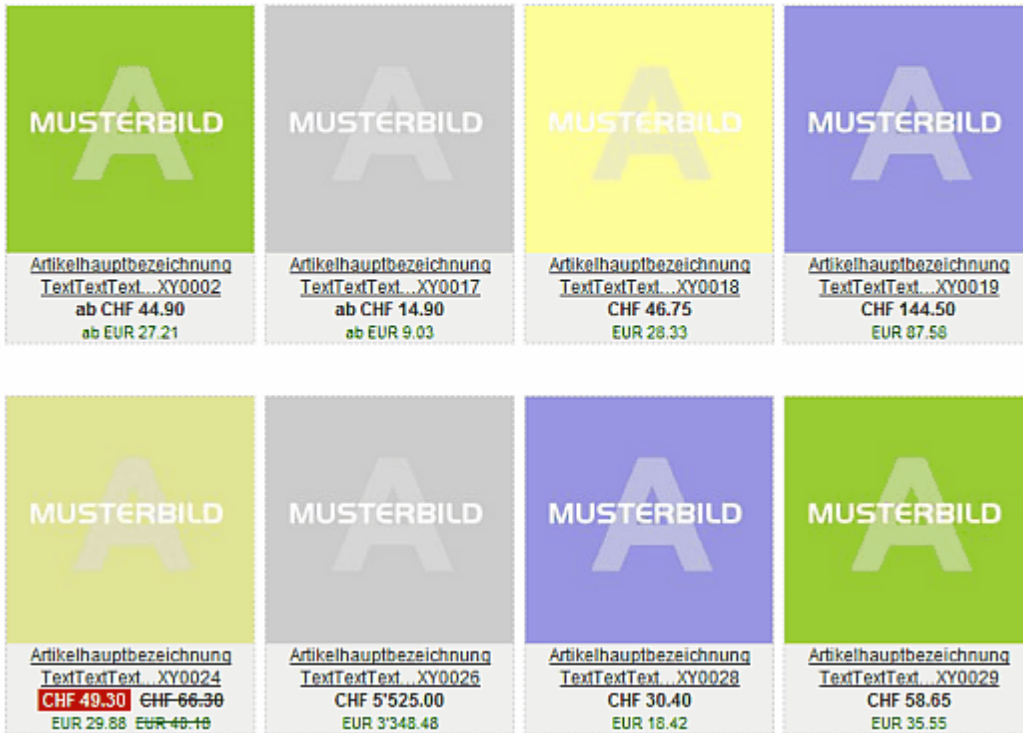 A A A A
MUSTERBILD MUSTERBILD MUSTERBILD MUSTERBILD
Artikelhauptbezeichnung Artikelhauptbezeichnung Artikelhauptbezeichnung Artikelhauptbezeichnung
TextTextText...XY0002 TextTextText...XY0017 TextTextText...XY0018 TextTextText...XY0019
ab CHF 44.90 ab CHF 14.90 CHF 46.75 CHF 144.50
ab EUR 27.21 ab EUR 9.03 EUR 28.33 EUR 87.58
A A A A
MUSTERBILD MUSTERBILD MUSTERBILD MUSTERBILD
Artikelhauptbezeichnung Artikelhauptbezeichnung Artikelhauptbezeichnung Artikelhauptbezeichnung
TextTextText...XY0024 TextTextText...XY0026 TextTextText...XY0028 TextTextText...XY0029
CHF 49.30 CHF 66.30 CHF 5'525.00 CHF 30.40 CHF 58.65
EUR 29.88 EUR 40.18 EUR 3'348.48 EUR 18.42 EUR 35.55